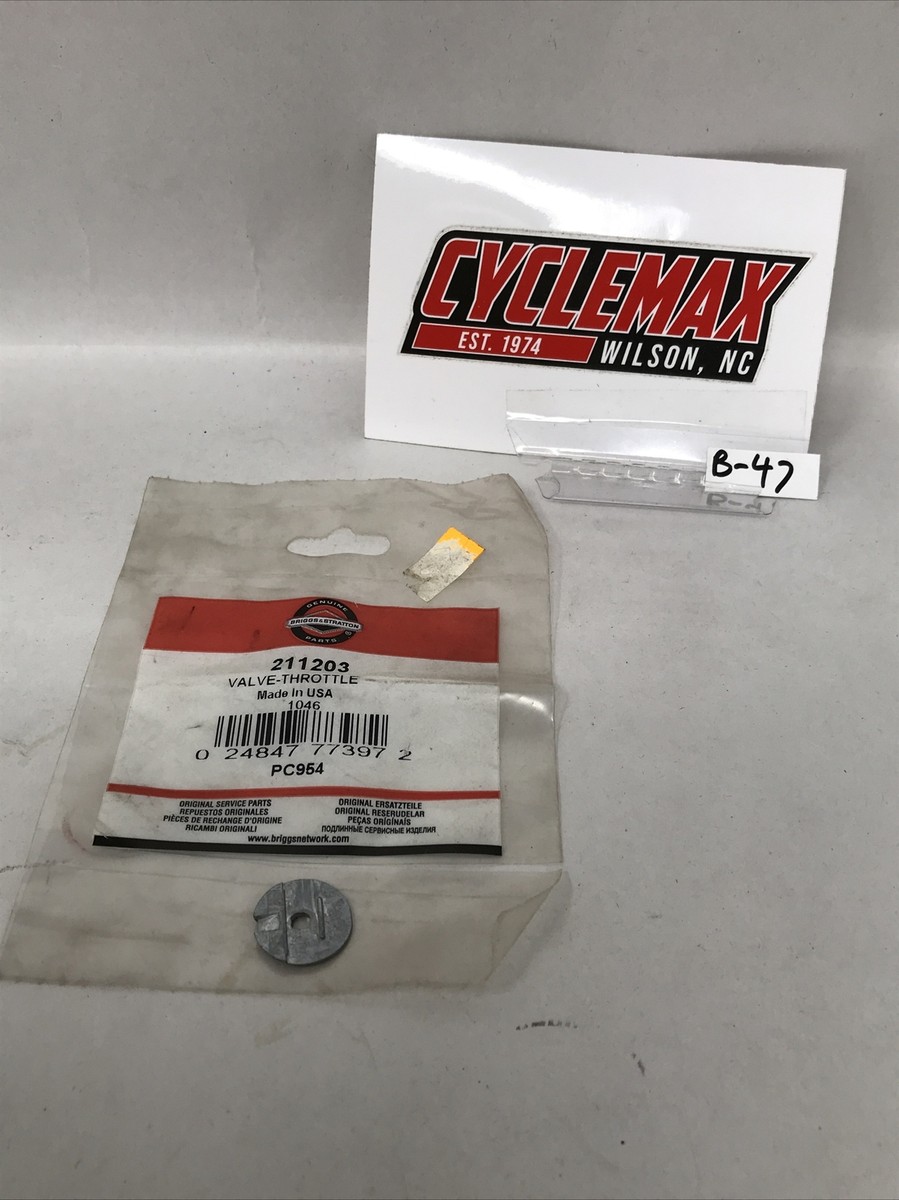 CYCLEMAX
EST. 1974
WILSON, NC
B-47
GENUINE
BRIGGS & STRATTON
PARTS
211203
VALVE-THROTTLE
Made in USA
1046
0 24847 77397 2
PC954
ORIGINAL SERVICE PARTS
REPUESTOS ORIGINALES
PIÈCES DE RECHANGE D'ORIGINE
RICAMBI ORIGINALI
ORIGINAL ERSATZTEILE
ORIGINAL RESERUDELAR
PEÇAS ORIGINAIS
ПОДЛИННЫЕ СЕРВИСНЫЕ ИЗДЕЛИЯ
www.briggsnetwork.com